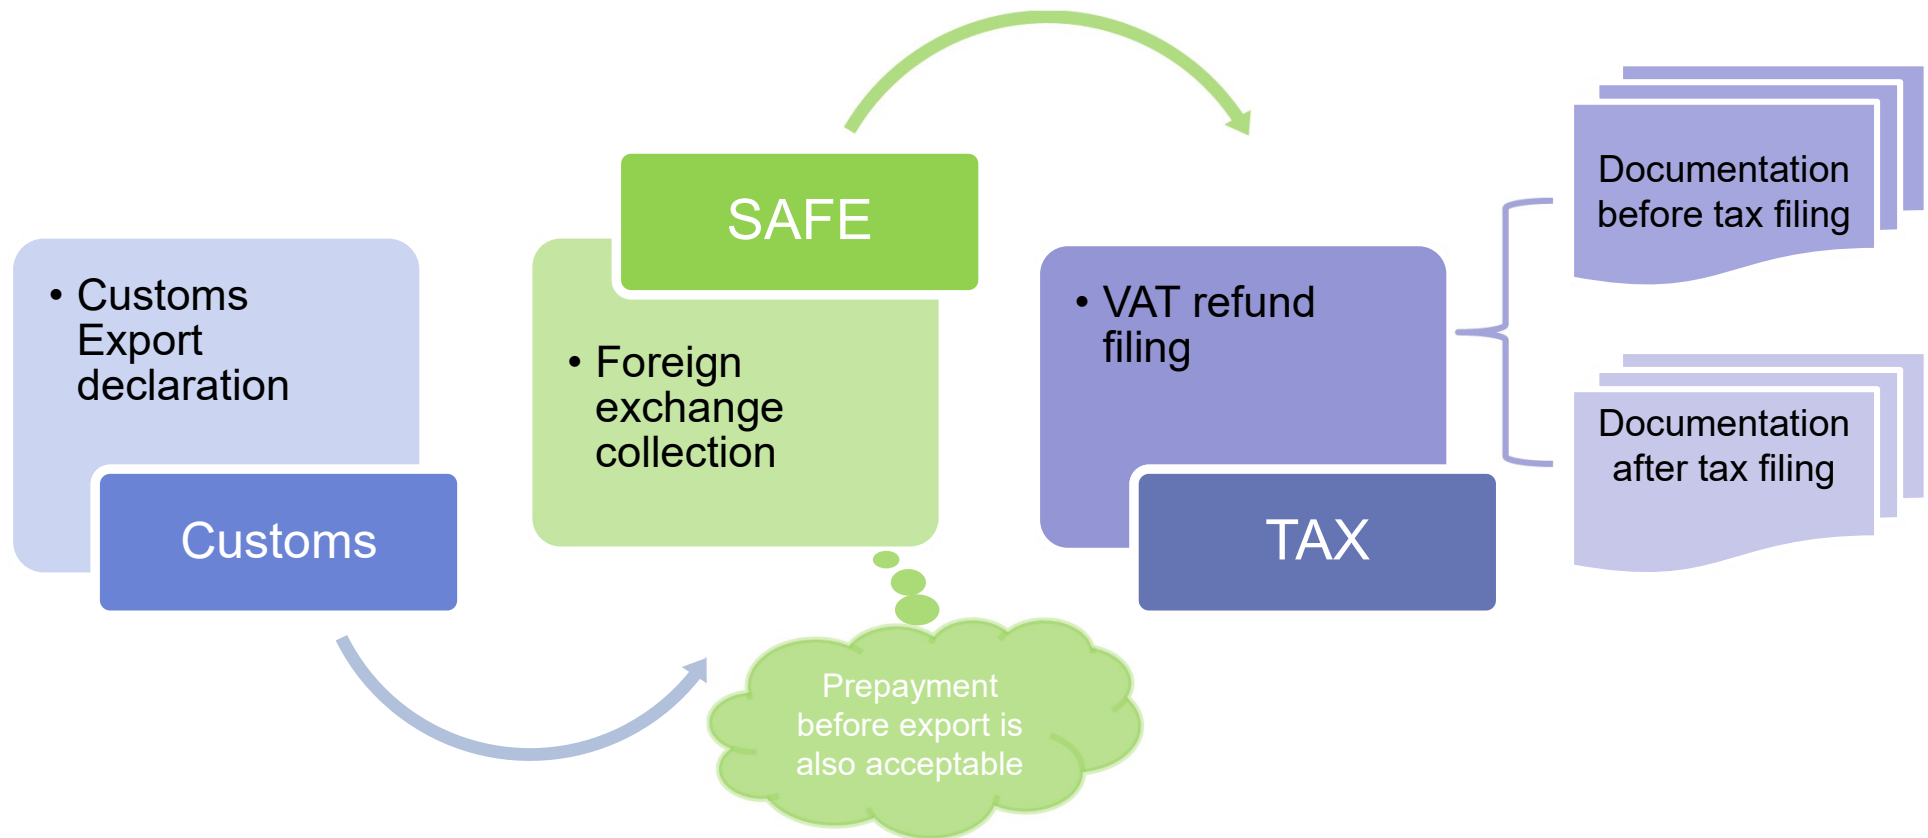 • Customs
Export
declaration
Customs
SAFE
• Foreign
exchange
collection
Prepayment
before export is
also acceptable
• VAT refund
filing
TAX
Documentation
before tax filing
Documentation
after tax filing